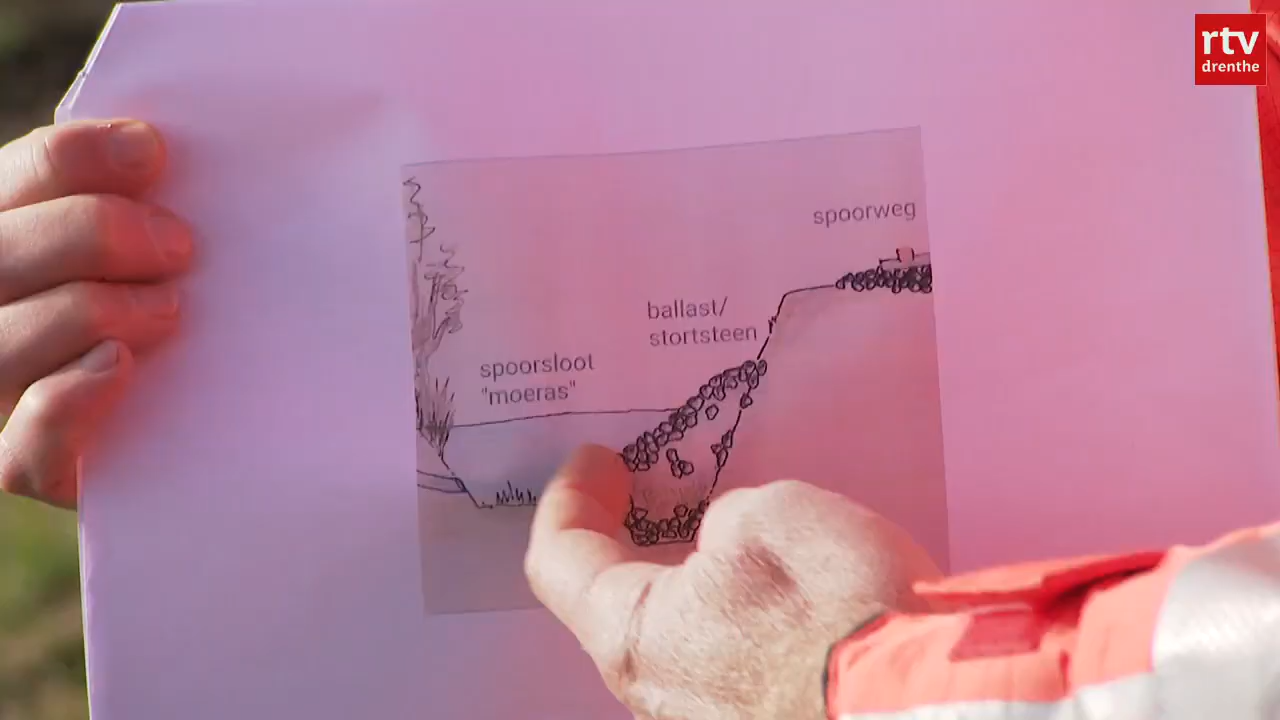 rtv
drenthe
spoorweg
ballast/
stortsteen
spoorsloot
"moeras"